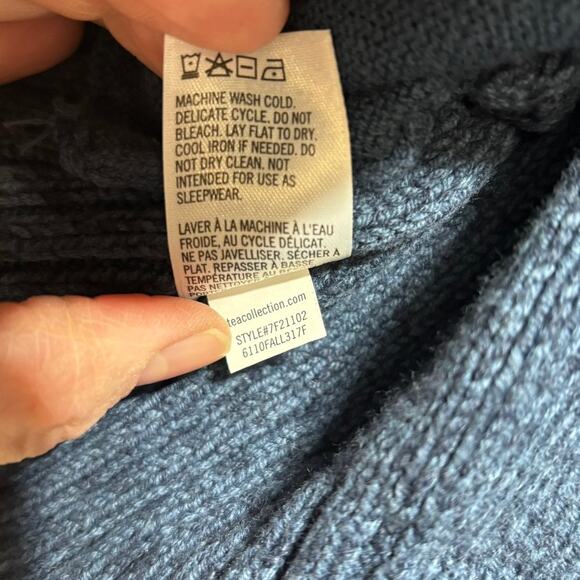 MACHINE WASH COLD.
DELICATE CYCLE. DO NOT
BLEACH. LAY FLAT TO DRY.
COOL IRON IF NEEDED. DO
NOT DRY CLEAN. NOT
INTENDED FOR USE AS
SLEEPWEAR.
LAVER À LA MACHINE À L'EAU
FROIDE, AU CYCLE DÉLICAT.
NE PAS JAVELLISER. SÉCHER À
PLAT. REPASSER À BASSE
TEMPÉRATURE AU
PAS
teacollection.com
STYLE#7F21102
6110FALL317F